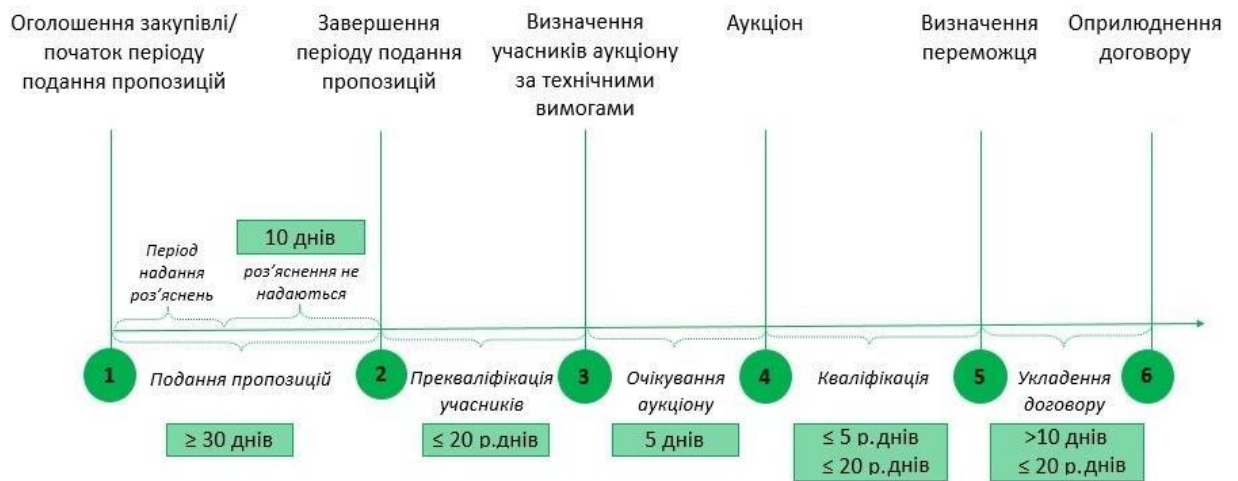 Оголошення закупівлі/
початок періоду
подання пропозицій
Завершення
періоду подання
пропозицій
Визначення
учасників аукціону
за технічними
вимогами
Аукціон
Визначення
переможця
Оприлюднення
договору
Період
надання
роз’яснень
10 днів
роз’яснення не
надаються
1
Подання пропозицій
≥ 30 днів
2
Прекваліфікація
учасників
≤ 20 р.днів
3
Очікування
аукціону
5 днів
4
Кваліфікація
≤ 5 р.днів
≤ 20 р.днів
5
Укладення
договору
>10 днів
≤ 20 р.днів
6